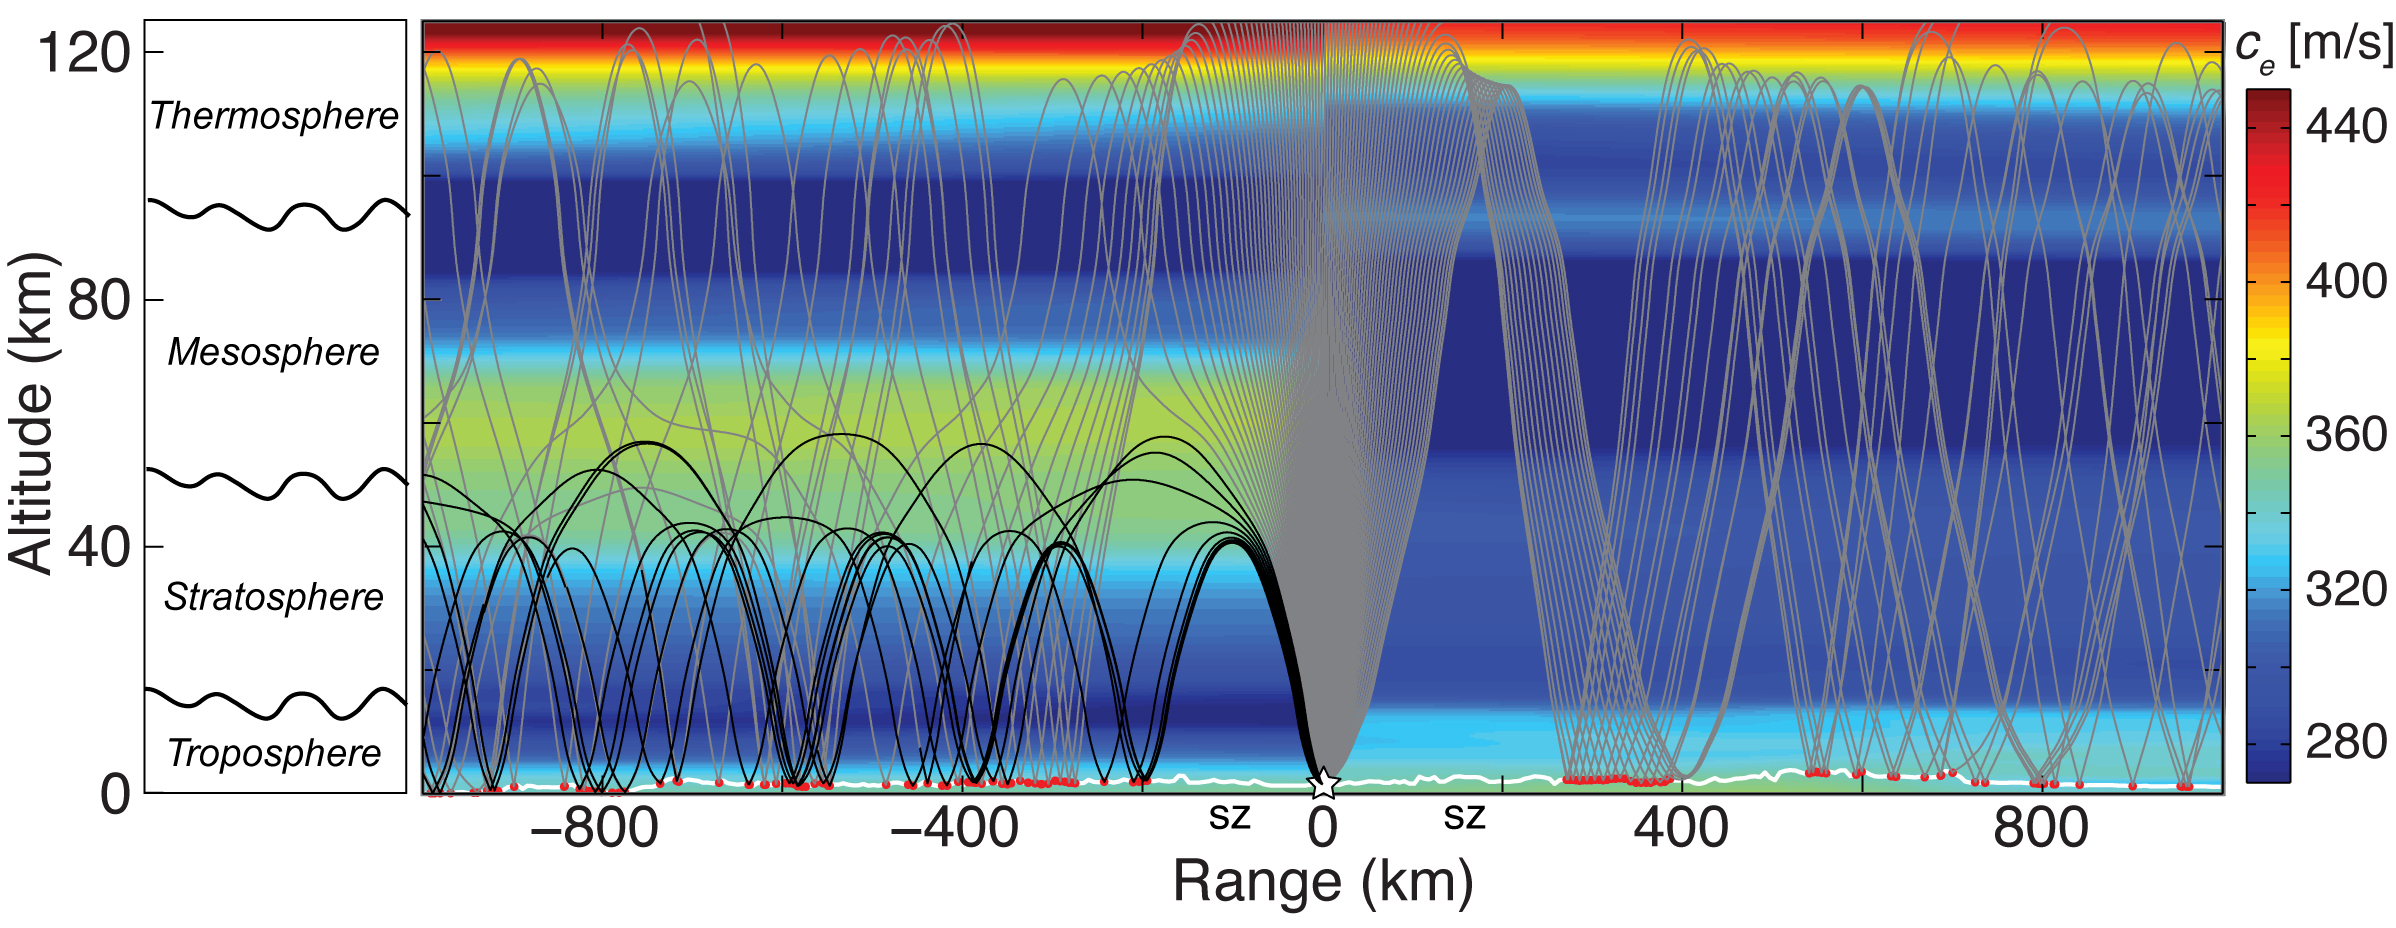 120
80
40
0
Altitude (km)
Thermosphere
Mesosphere
Stratosphere
Troposphere
−800
−400
sz
0
sz
400
800
Range (km)
cₑ [m/s]
440
400
360
320
280